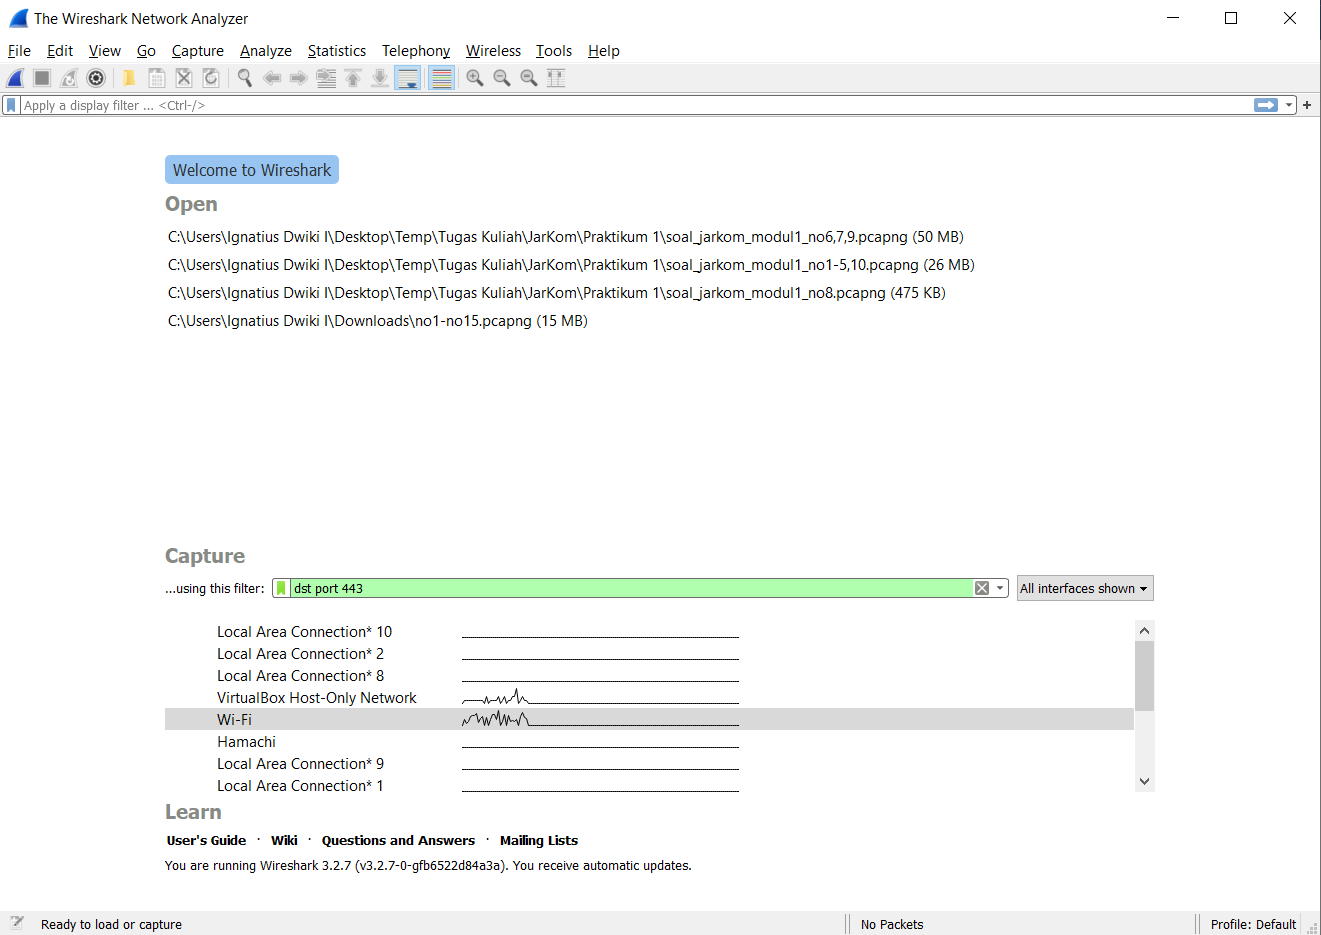 The Wireshark Network Analyzer
File Edit View Go Capture Analyze Statistics Telephony Wireless Tools Help
Apply a display filter ... <Ctrl-/>
Welcome to Wireshark
Open
C:\Users\Ignatius Dwiki I\Desktop\Temp\Tugas Kuliah\JarKom\Praktikum 1\soal_jarkom_modul1_no6,7,9.pcapng (50 MB)
C:\Users\Ignatius Dwiki I\Desktop\Temp\Tugas Kuliah\JarKom\Praktikum 1\soal_jarkom_modul1_no1-5,10.pcapng (26 MB)
C:\Users\Ignatius Dwiki I\Desktop\Temp\Tugas Kuliah\JarKom\Praktikum 1\soal_jarkom_modul1_no8.pcapng (475 KB)
C:\Users\Ignatius Dwiki I\Downloads\no1-no15.pcapng (15 MB)
Capture
...using this filter: dst port 443 All interfaces shown
Local Area Connection* 10
Local Area Connection* 2
Local Area Connection* 8
VirtualBox Host-Only Network
Wi-Fi
Hamachi
Local Area Connection* 9
Local Area Connection* 1
Learn
User's Guide · Wiki · Questions and Answers · Mailing Lists
You are running Wireshark 3.2.7 (v3.2.7-0-gfb6522d84a3a). You receive automatic updates.
Ready to load or capture No Packets Profile: Default